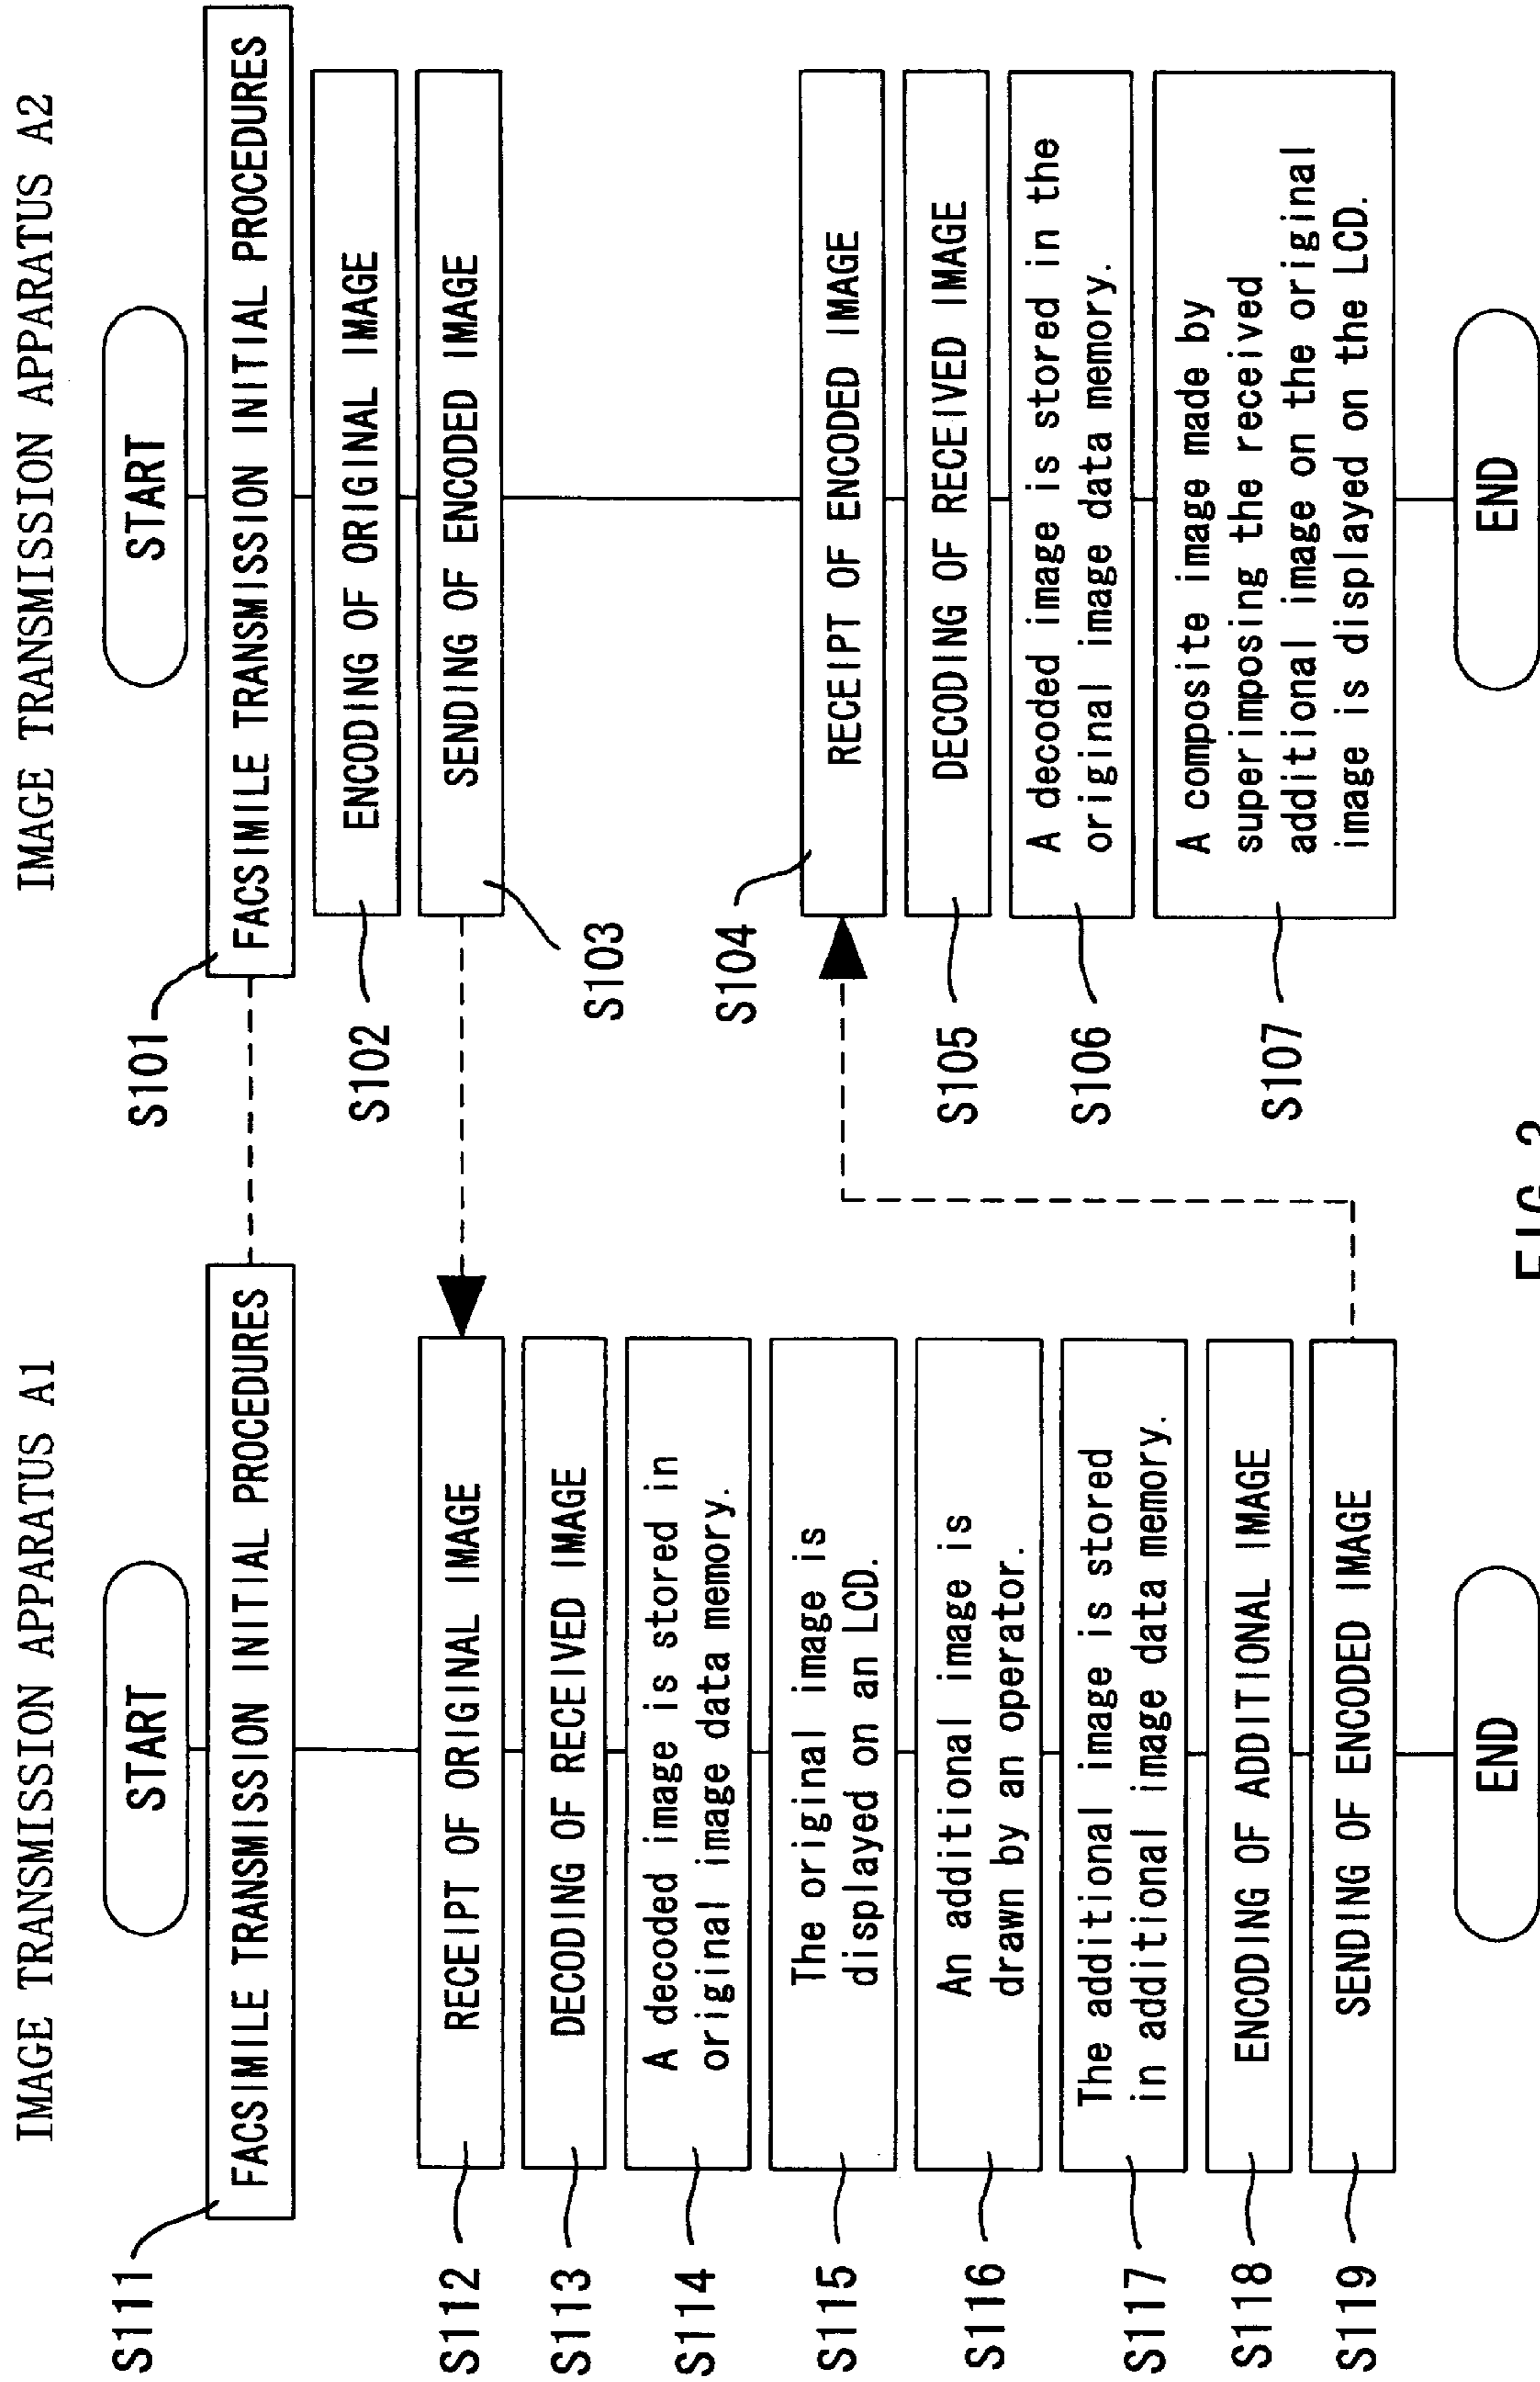 IMAGE TRANSMISSION APPARATUS A1
START
S111
FACSIMILE TRANSMISSION INITIAL PROCEDURES
S112
RECEIPT OF ORIGINAL IMAGE
S113
DECODING OF RECEIVED IMAGE
S114
A decoded image is stored in
original image data memory.
S115
The original image is
displayed on an LCD.
S116
An additional image is
drawn by an operator.
S117
The additional image is stored
in additional image data memory.
S118
ENCODING OF ADDITIONAL IMAGE
S119
SENDING OF ENCODED IMAGE
END
IMAGE TRANSMISSION APPARATUS A2
START
S101
FACSIMILE TRANSMISSION INITIAL PROCEDURES
S102
ENCODING OF ORIGINAL IMAGE
S103
SENDING OF ENCODED IMAGE
S104
RECEIPT OF ENCODED IMAGE
S105
DECODING OF RECEIVED IMAGE
S106
A decoded image is stored in the
original image data memory.
S107
A composite image made by
superimposing the received
additional image on the original
image is displayed on the LCD.
END